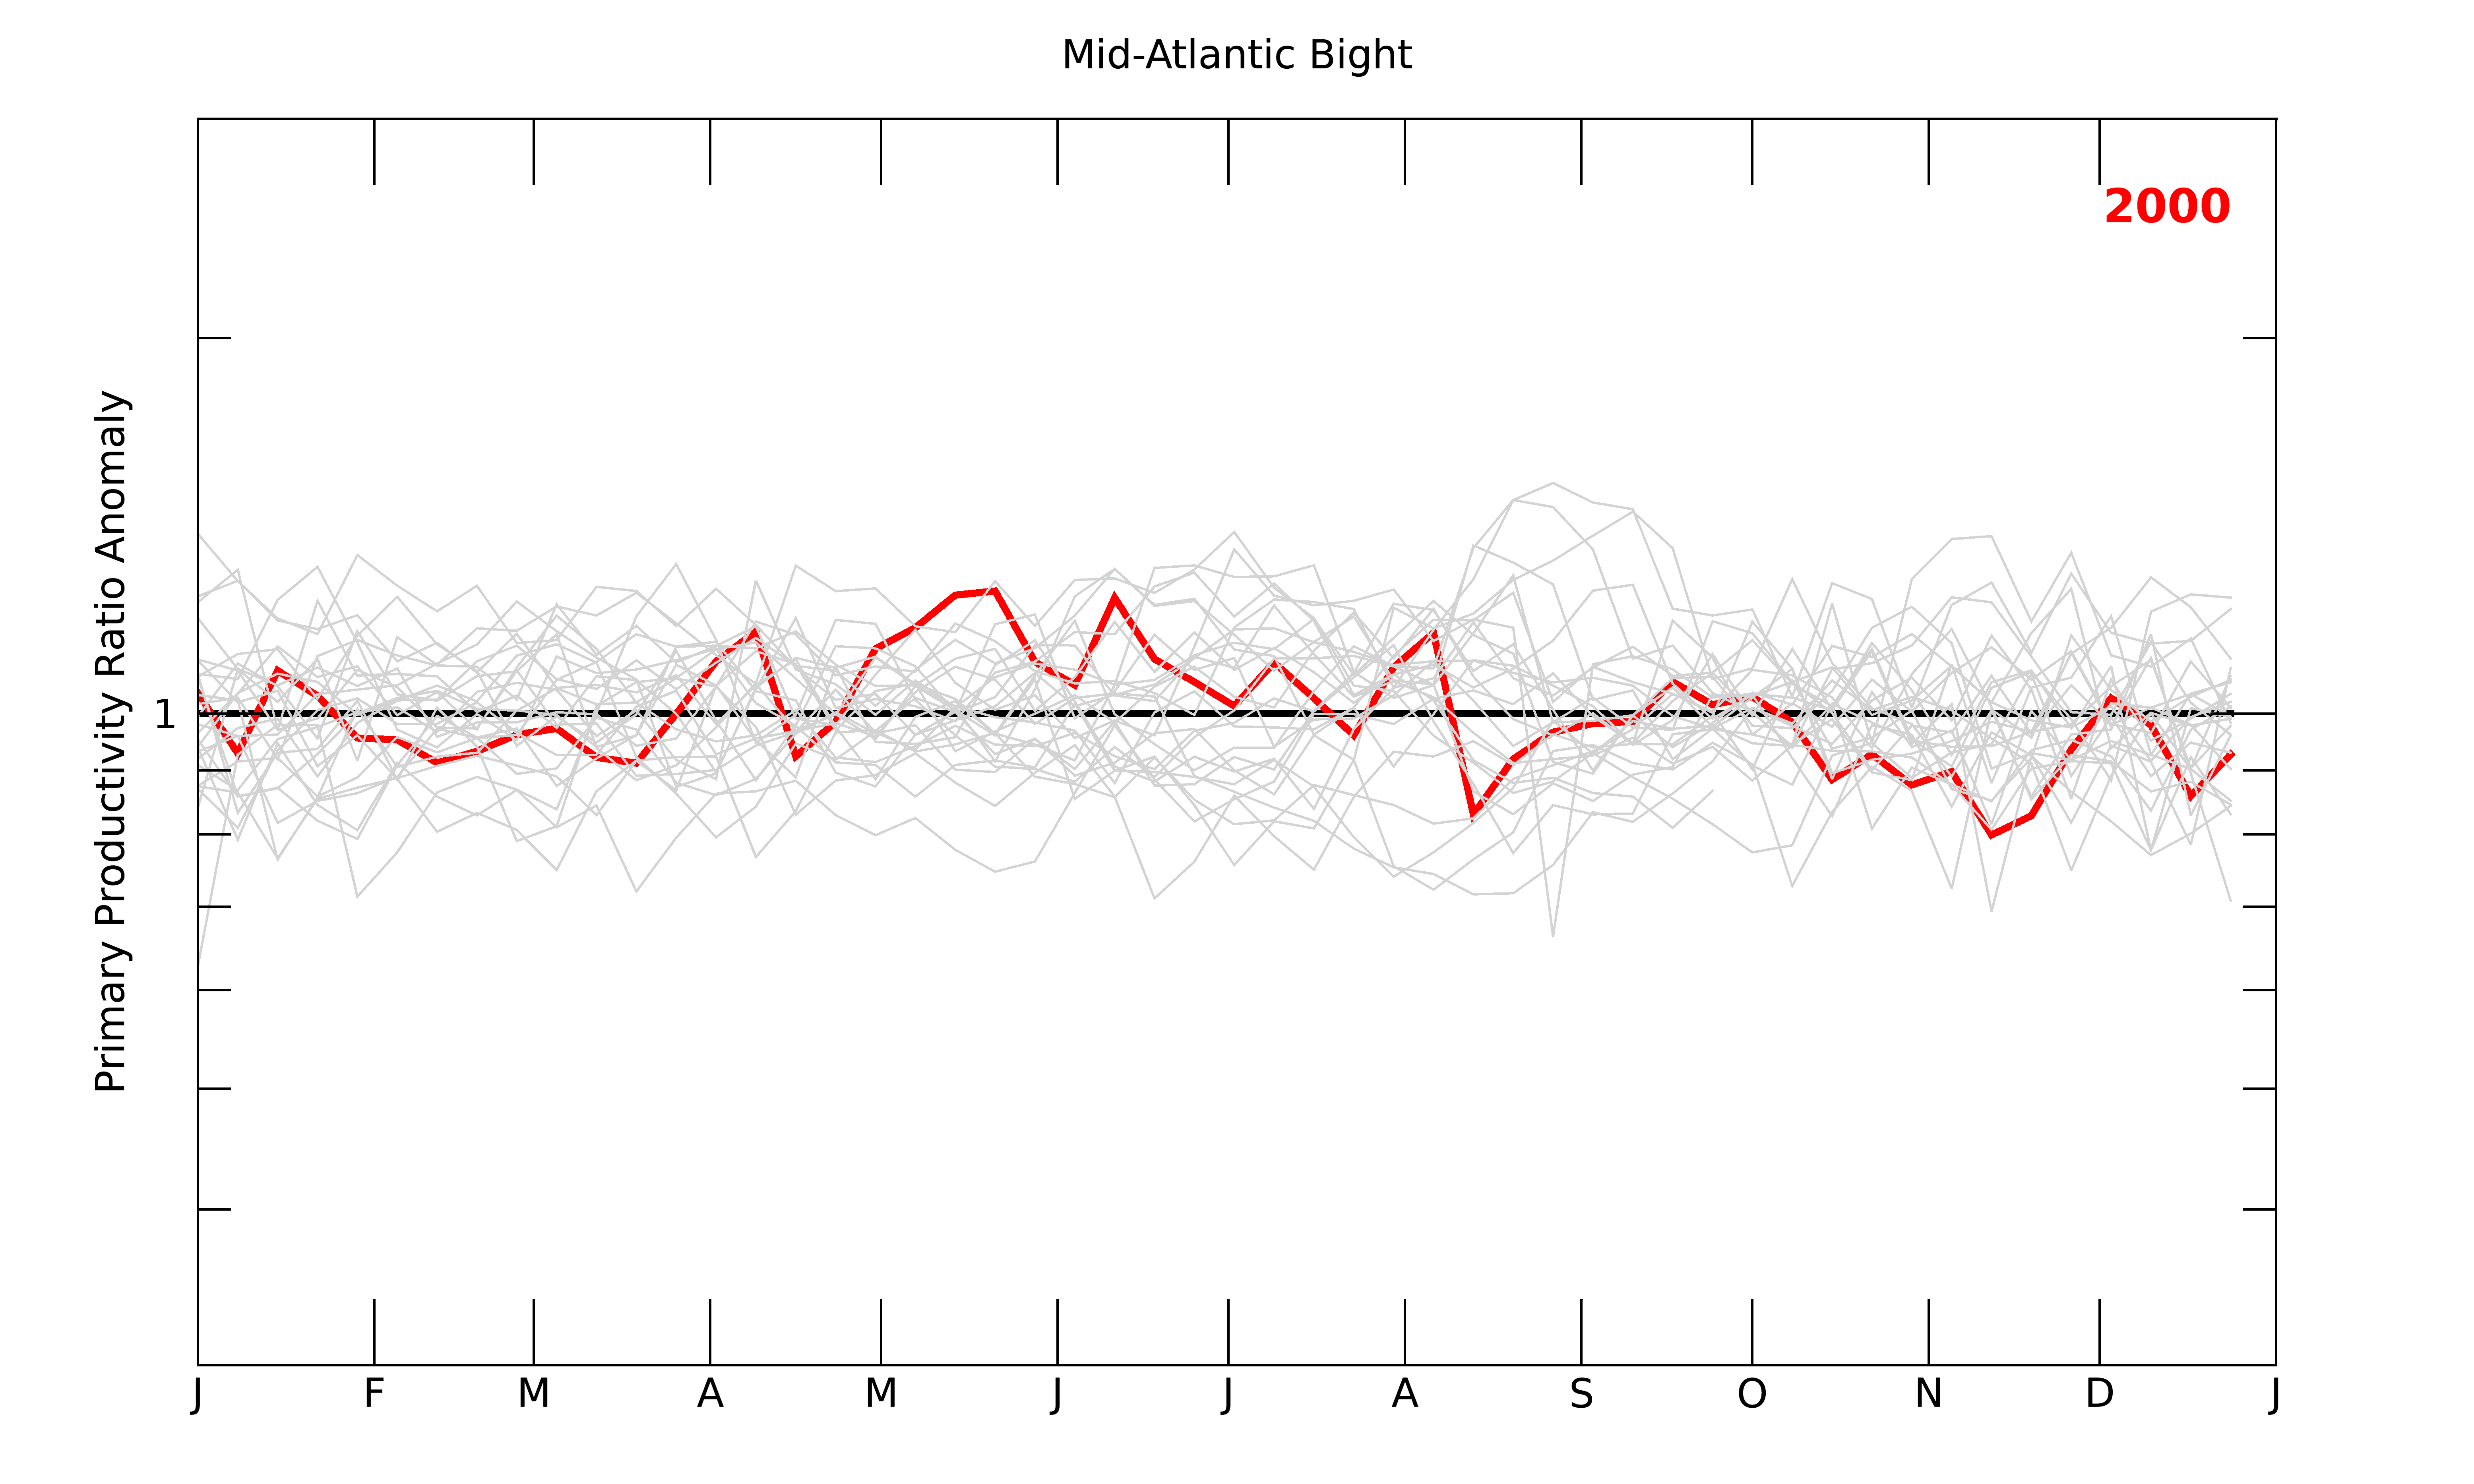 Mid-Atlantic Bight
2000
Primary Productivity Ratio Anomaly
1
J F M A M J J A S O N D J